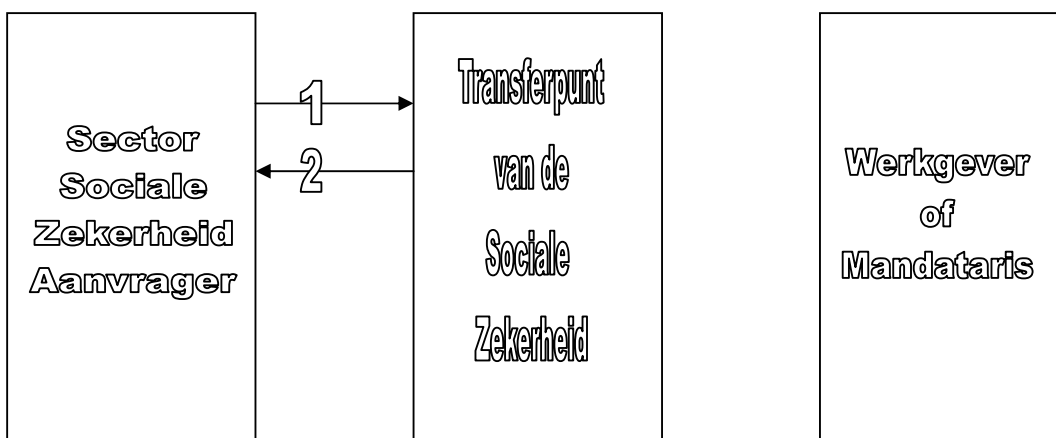 Sector
Sociale
Zekerheid
Aanvrager
1
2
Transferpunt
van de
Sociale
Zekerheid
Werkgever
of
Mandataris